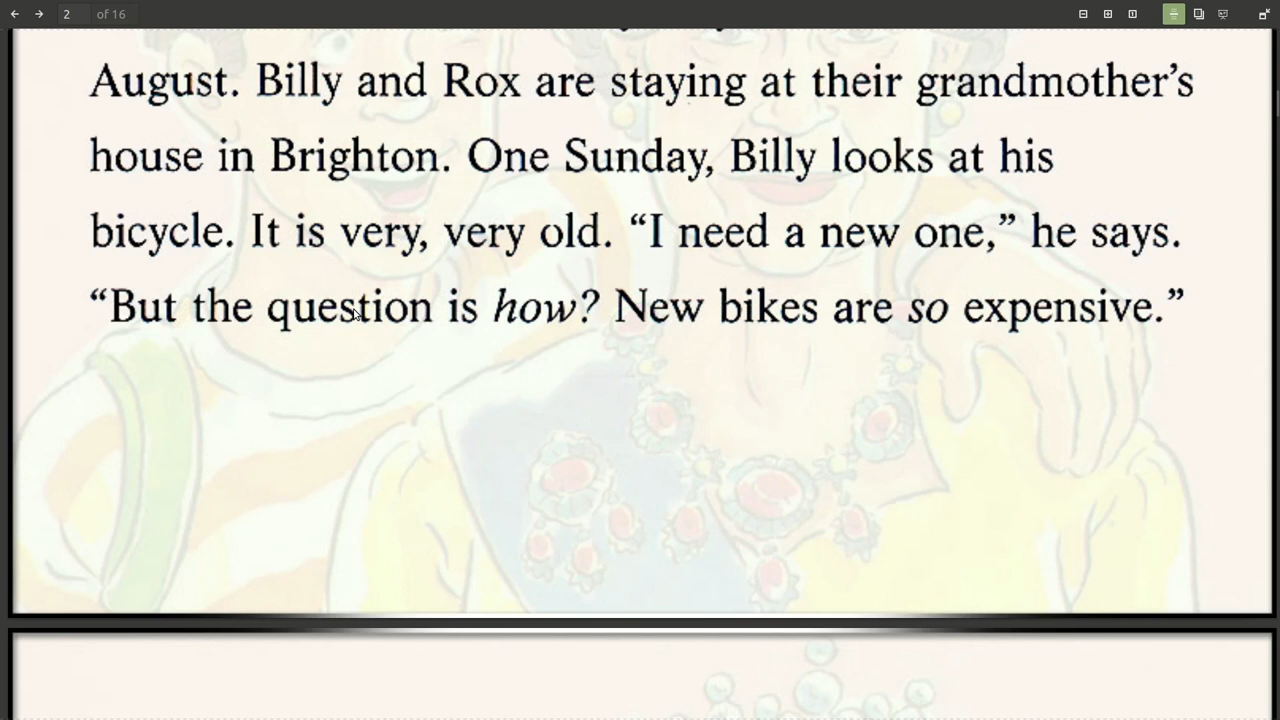 2 of 16
August. Billy and Rox are staying at their grandmother’s
house in Brighton. One Sunday, Billy looks at his
bicycle. It is very, very old. “I need a new one,” he says.
“But the question is how? New bikes are so expensive.”